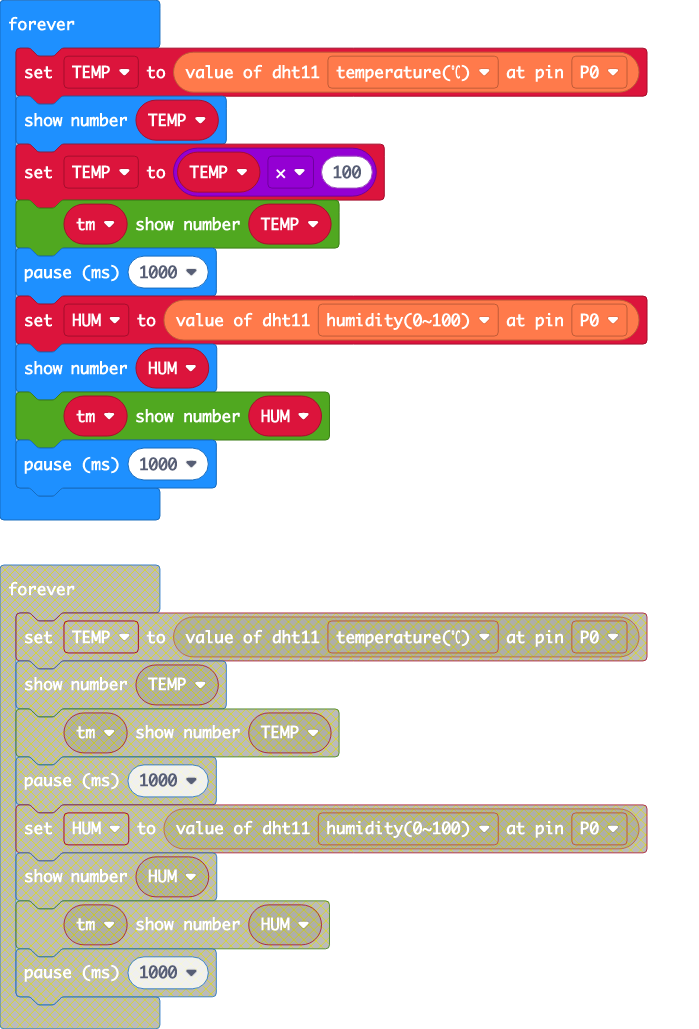 forever
set TEMP to value of dht11 temperature(℃) at pin P0
show number TEMP
set TEMP to TEMP × 100
tm show number TEMP
pause (ms) 1000
set HUM to value of dht11 humidity(0~100) at pin P0
show number HUM
tm show number HUM
pause (ms) 1000
forever
set TEMP to value of dht11 temperature(℃) at pin P0
show number TEMP
tm show number TEMP
pause (ms) 1000
set HUM to value of dht11 humidity(0~100) at pin P0
show number HUM
tm show number HUM
pause (ms) 1000